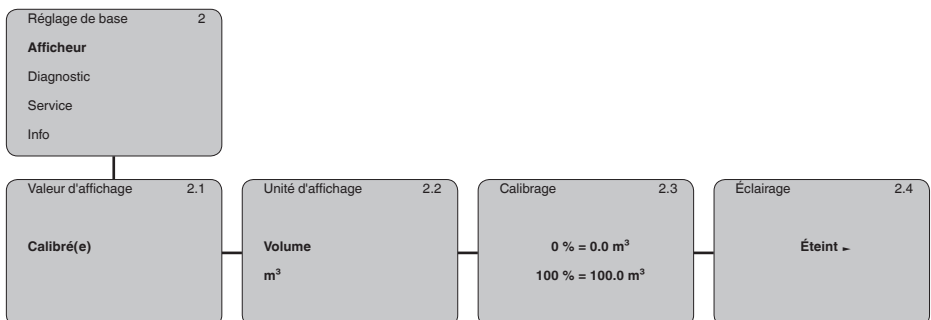 Réglage de base 2
Afficheur
Diagnostic
Service
Info
Valeur d'affichage 2.1
Calibré(e)
Unité d'affichage 2.2
Volume
m³
Calibrage 2.3
0 % = 0.0 m³
100 % = 100.0 m³
Éclairage 2.4
Éteint ►